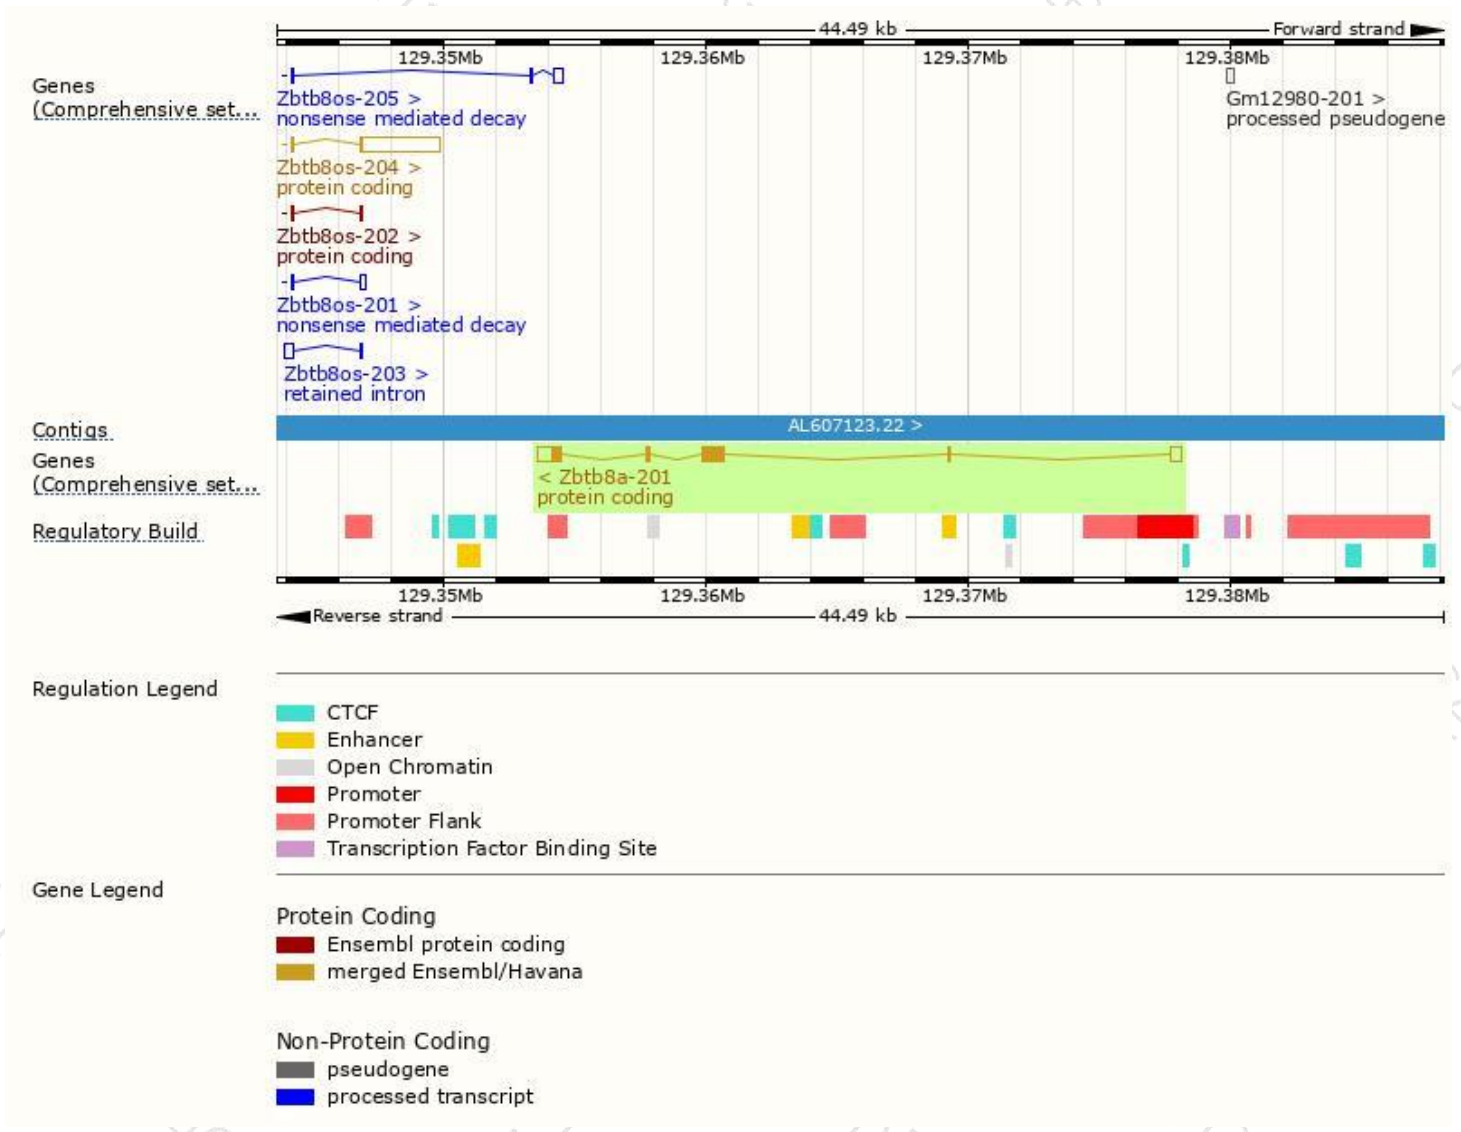 44.49 kb Forward strand
129.35Mb 129.36Mb 129.37Mb 129.38Mb
Genes
(Comprehensive set...
Zbtb8os-205 >
nonsense mediated decay
Gm12980-201 >
processed pseudogene
Zbtb8os-204 >
protein coding
Zbtb8os-202 >
protein coding
Zbtb8os-201 >
nonsense mediated decay
Zbtb8os-203 >
retained intron
Contigs
AL607123.22 >
Genes
(Comprehensive set...
< Zbtb8a-201
protein coding
Regulatory Build
129.35Mb 129.36Mb 129.37Mb 129.38Mb
Reverse strand 44.49 kb
Regulation Legend
CTCF
Enhancer
Open Chromatin
Promoter
Promoter Flank
Transcription Factor Binding Site
Gene Legend
Protein Coding
Ensembl protein coding
merged Ensembl/Havana
Non-Protein Coding
pseudogene
processed transcript